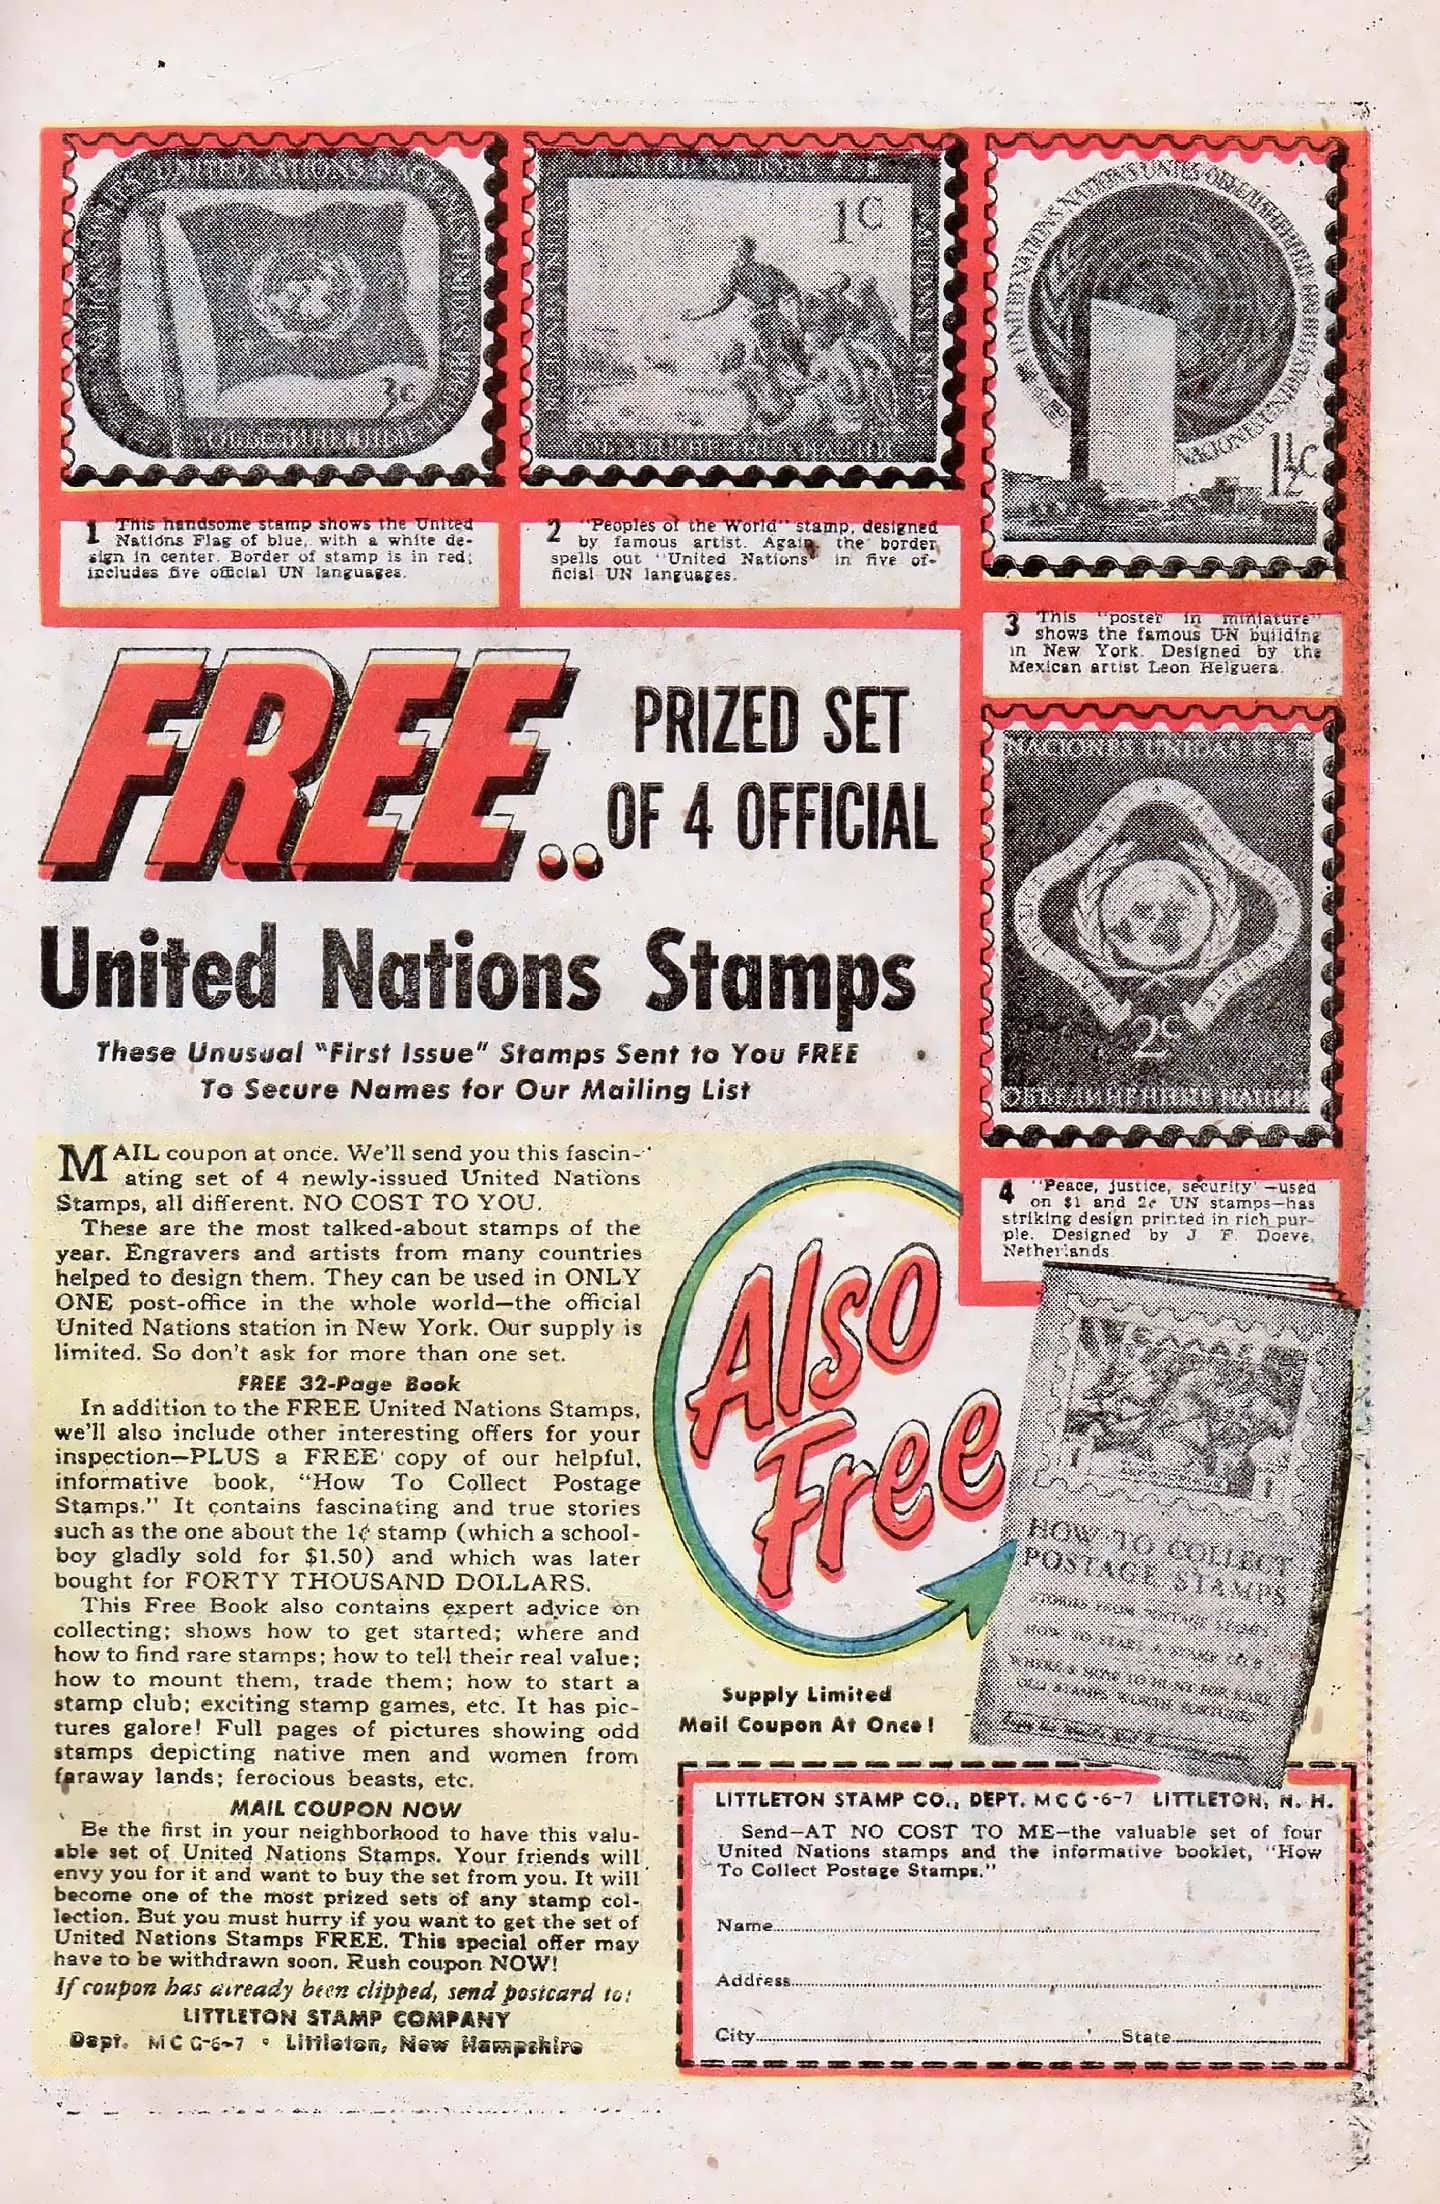 3¢
1¢
1½c
1 This handsome stamp shows the United
Nations Flag of blue, with a white de-
sign in center. Border of stamp is in red;
includes five official UN languages.
2 "Peoples of the World" stamp, designed
by famous artist. Again the border
spells out "United Nations" in five of-
ficial UN languages.
3 This "poster in miniature"
shows the famous UN building
in New York. Designed by the
Mexican artist Leon Helguera.
FREE..
PRIZED SET
OF 4 OFFICIAL
United Nations Stamps
These Unusual "First Issue" Stamps Sent to You FREE
To Secure Names for Our Mailing List
NACIONES UNIDAS
2¢
4 "Peace, justice, security"—used
on $1 and 2¢ UN stamps—has
striking design printed in rich pur-
ple. Designed by J. F. Doeve,
Netherlands
MAIL coupon at once. We'll send you this fascin-
ating set of 4 newly-issued United Nations
Stamps, all different. NO COST TO YOU.
These are the most talked-about stamps of the
year. Engravers and artists from many countries
helped to design them. They can be used in ONLY
ONE post-office in the whole world—the official
United Nations station in New York. Our supply is
limited. So don't ask for more than one set.
FREE 32-Page Book
In addition to the FREE United Nations Stamps,
we'll also include other interesting offers for your
inspection—PLUS a FREE copy of our helpful,
informative book, "How To Collect Postage
Stamps." It contains fascinating and true stories
such as the one about the 1¢ stamp (which a school-
boy gladly sold for $1.50) and which was later
bought for FORTY THOUSAND DOLLARS.
This Free Book also contains expert advice on
collecting; shows how to get started; where and
how to find rare stamps; how to tell their real value;
how to mount them, trade them; how to start a
stamp club; exciting stamp games, etc. It has pic-
tures galore! Full pages of pictures showing odd
stamps depicting native men and women from
faraway lands; ferocious beasts, etc.
MAIL COUPON NOW
Be the first in your neighborhood to have this valu-
able set of United Nations Stamps. Your friends will
envy you for it and want to buy the set from you. It will
become one of the most prized sets of any stamp col-
lection. But you must hurry if you want to get the set of
United Nations Stamps FREE. This special offer may
have to be withdrawn soon. Rush coupon NOW!
If coupon has already been clipped, send postcard to:
LITTLETON STAMP COMPANY
Dept. MCG-6-7 • Littleton, New Hampshire
Also
Free
HOW TO COLLECT
POSTAGE STAMPS
HOW TO START A STAMP CLUB
Supply Limited
Mail Coupon At Once!
LITTLETON STAMP CO., DEPT. MCG-6-7 LITTLETON, N. H.
Send—AT NO COST TO ME—the valuable set of four
United Nations stamps and the informative booklet, "How
To Collect Postage Stamps."
Name
Address
City State